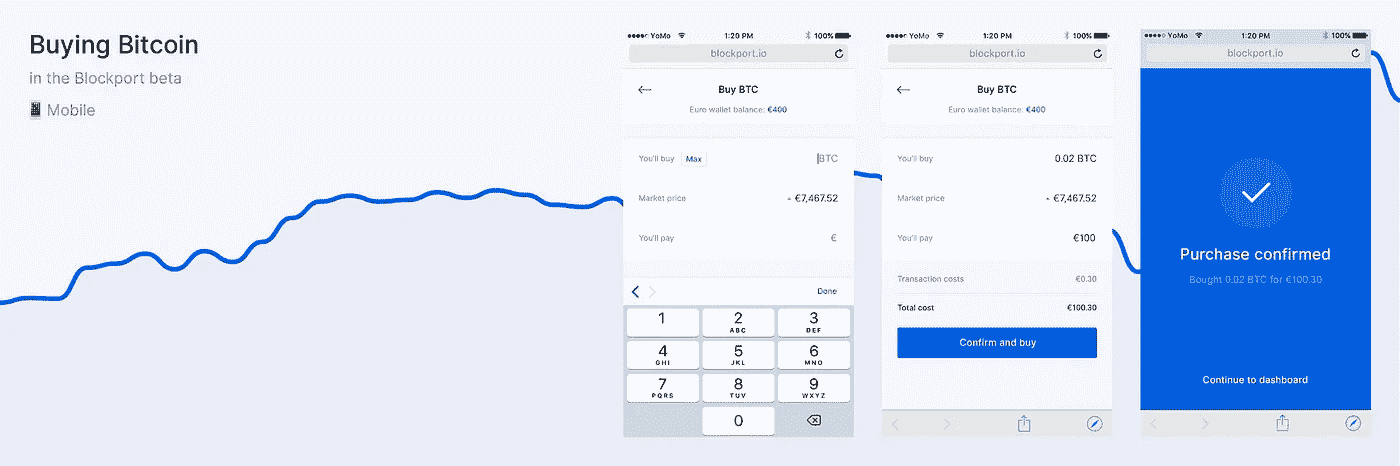 Buying Bitcoin
in the Blockport beta
Mobile
YoMo 1:20 PM 100%
blockport.io
Buy BTC
Euro wallet balance: €400
You'll buy Max BTC
Market price - €7,467.52
You'll pay €
Done
1 2 3
ABC DEF
4 5 6
GHI JKL MNO
7 8 9
PQRS TUV WXYZ
0
YoMo 1:20 PM 100%
blockport.io
Buy BTC
Euro wallet balance: €400
You'll buy 0.02 BTC
Market price - €7,467.52
You'll pay €100
Transaction costs €0.30
Total cost €100.30
Confirm and buy
YoMo 1:20 PM 100%
blockport.io
Purchase confirmed
Bought 0.02 BTC for €100.30
Continue to dashboard